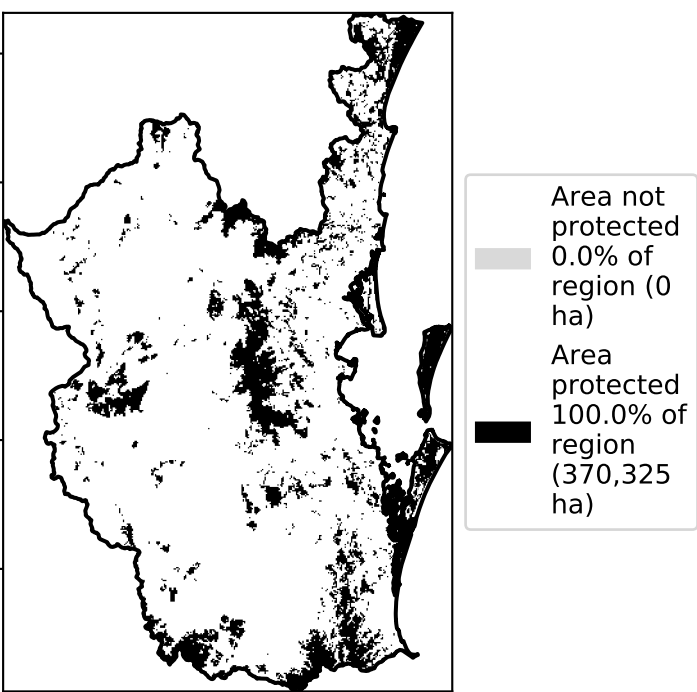 Area not
protected
0.0% of
region (0
ha)
Area
protected
100.0% of
region
(370,325
ha)